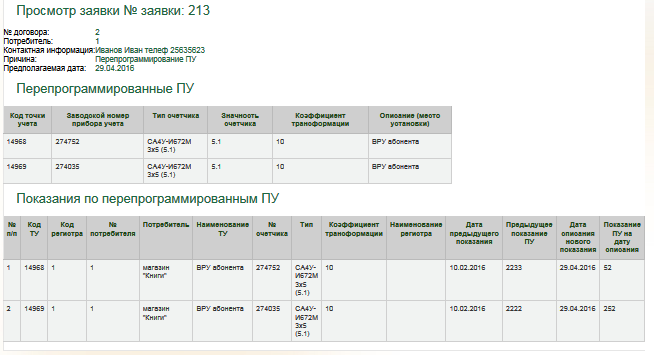 Просмотр заявки № заявки: 213
№ договора: 2
Потребитель: 1
Контактная информация:Иванов Иван телеф 25635623
Причина: Перепрограммирование ПУ
Предполагаемая дата: 29.04.2016
Перепрограммированные ПУ
Код точки учета Заводской номер прибора учета Тип счетчика Значность счетчика Коэффициент трансформации Описание (место установки)
14968 274752 СА4У-И672М 3х5 (5.1) 5.1 10 ВРУ абонента
14969 274035 СА4У-И672М 3х5 (5.1) 5.1 10 ВРУ абонента
Показания по перепрограммированным ПУ
№ п/п Код ТУ Код регистра № потребителя Потребитель Наименование ТУ № счетчика Тип Коэффициент трансформации Наименование регистра Дата предыдущего показания Предыдущее показание ПУ Дата описания нового показания Показание ПУ на дату описания
1 14968 1 1 магазин "Книги" ВРУ абонента 274752 СА4У-И672М 3х5 (5.1) 10 10.02.2016 2233 29.04.2016 52
2 14969 1 1 магазин "Книги" ВРУ абонента 274035 СА4У-И672М 3х5 (5.1) 10 10.02.2016 2222 29.04.2016 252